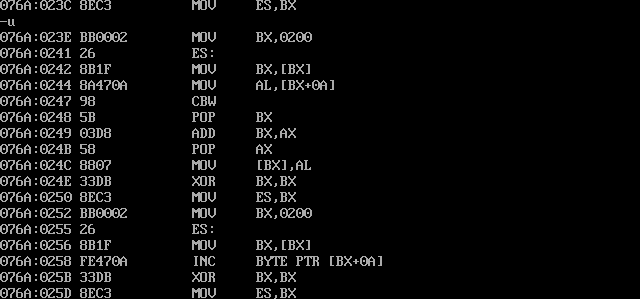 076A:023C 8EC3 MOV ES,BX
-u
076A:023E BB0002 MOV BX,0200
076A:0241 26 ES:
076A:0242 8B1F MOV BX,[BX]
076A:0244 8A470A MOV AL,[BX+0A]
076A:0247 98 CBW
076A:0248 5B POP BX
076A:0249 03D8 ADD BX,AX
076A:024B 58 POP AX
076A:024C 8807 MOV [BX],AL
076A:024E 33DB XOR BX,BX
076A:0250 8EC3 MOV ES,BX
076A:0252 BB0002 MOV BX,0200
076A:0255 26 ES:
076A:0256 8B1F MOV BX,[BX]
076A:0258 FE470A INC BYTE PTR [BX+0A]
076A:025B 33DB XOR BX,BX
076A:025D 8EC3 MOV ES,BX